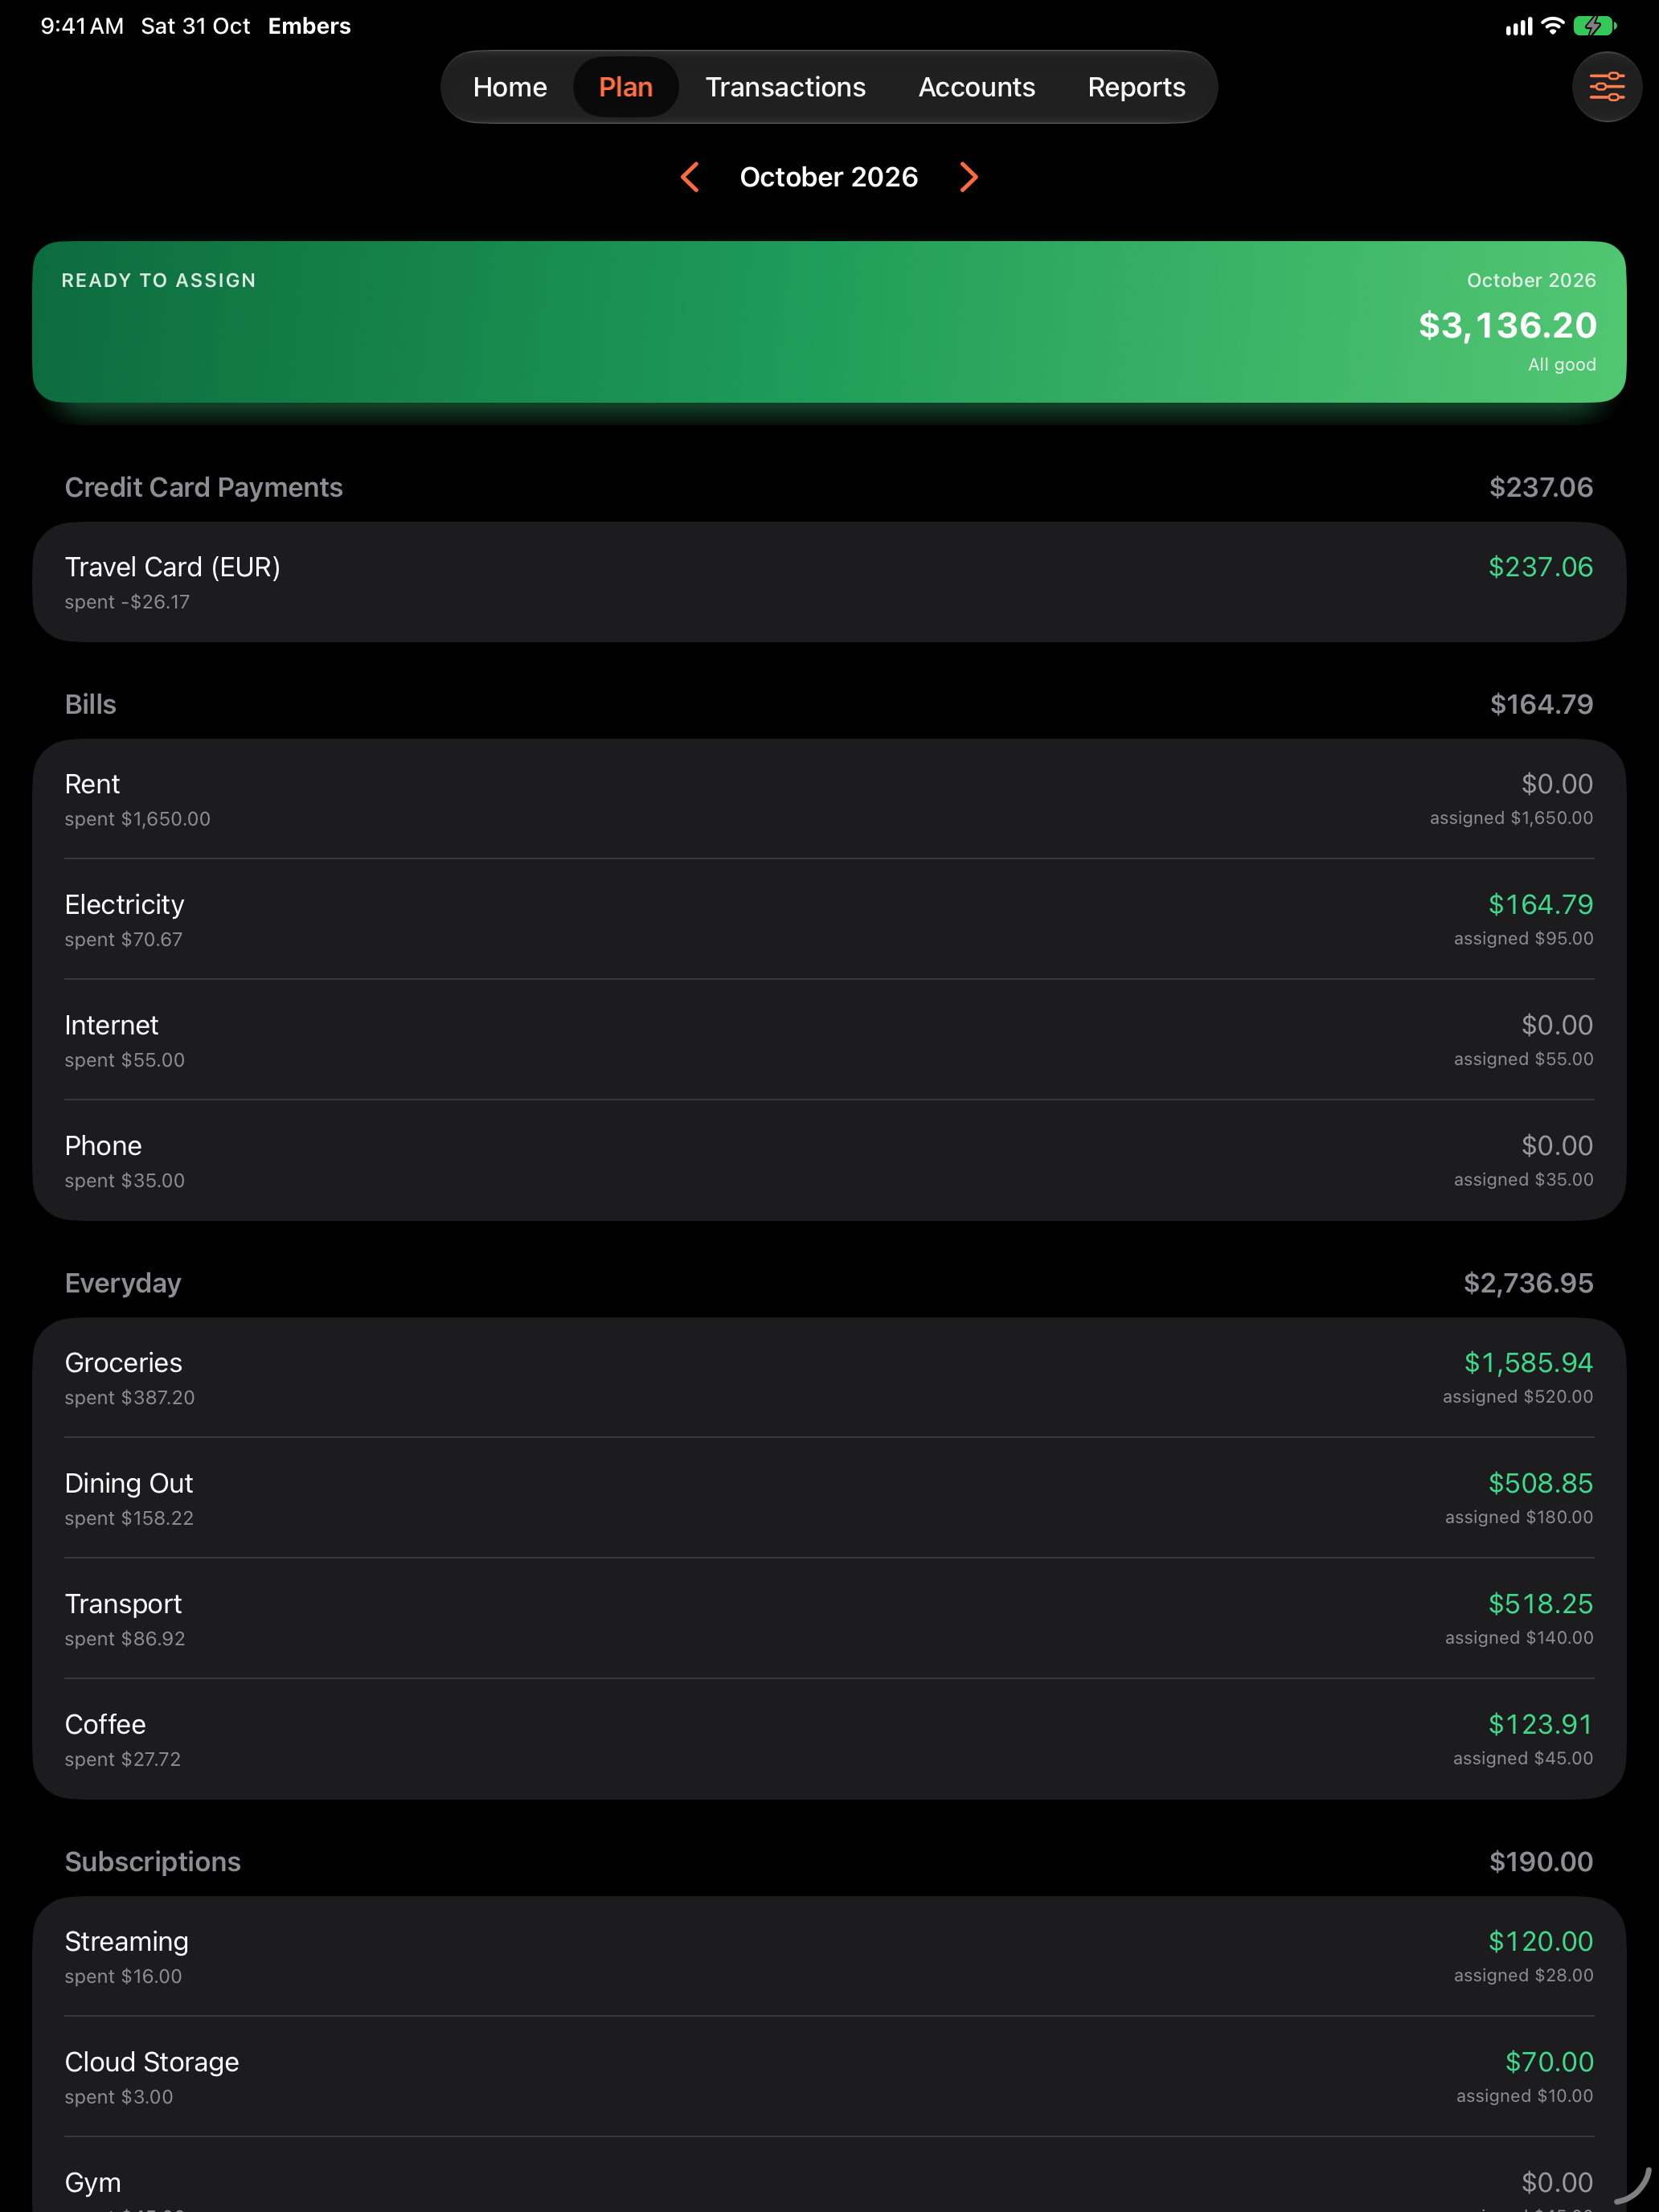 9:41 AM Sat 31 Oct Embers
Home Plan Transactions Accounts Reports
October 2026
READY TO ASSIGN
October 2026
$3,136.20
All good
Credit Card Payments $237.06
Travel Card (EUR) $237.06
spent -$26.17
Bills $164.79
Rent $0.00
spent $1,650.00 assigned $1,650.00
Electricity $164.79
spent $70.67 assigned $95.00
Internet $0.00
spent $55.00 assigned $55.00
Phone $0.00
spent $35.00 assigned $35.00
Everyday $2,736.95
Groceries $1,585.94
spent $387.20 assigned $520.00
Dining Out $508.85
spent $158.22 assigned $180.00
Transport $518.25
spent $86.92 assigned $140.00
Coffee $123.91
spent $27.72 assigned $45.00
Subscriptions $190.00
Streaming $120.00
spent $16.00 assigned $28.00
Cloud Storage $70.00
spent $3.00 assigned $10.00
Gym $0.00